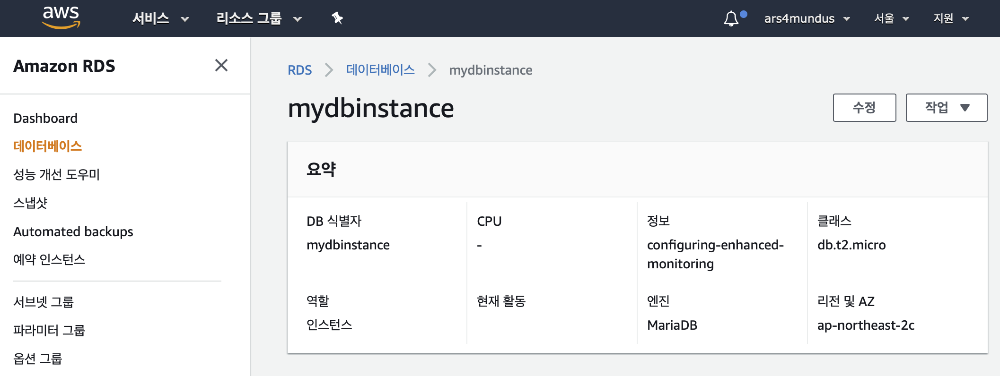 aws
서비스
리소스 그룹
ars4mundus
서울
지원
Amazon RDS
Dashboard
데이터베이스
성능 개선 도우미
스냅샷
Automated backups
예약 인스턴스
서브넷 그룹
파라미터 그룹
옵션 그룹
RDS
데이터베이스
mydbinstance
mydbinstance
수정
작업
요약
DB 식별자
mydbinstance
CPU
-
정보
configuring-enhanced-
monitoring
클래스
db.t2.micro
역할
인스턴스
현재 활동
엔진
MariaDB
리전 및 AZ
ap-northeast-2c